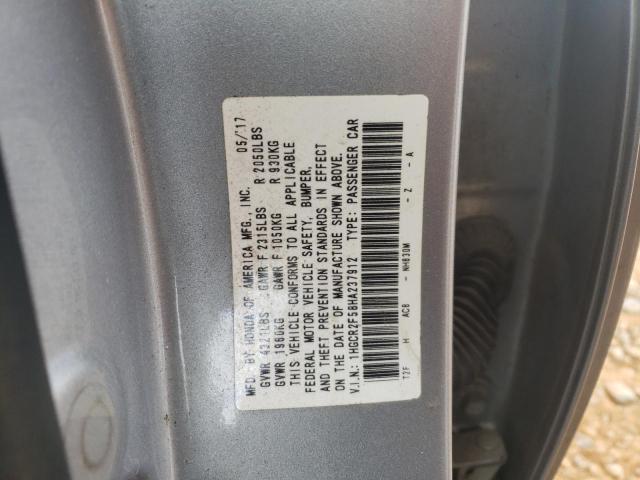 MFD. BY HONDA OF AMERICA MFG., INC. 05/'17
GVWR 4321LBS GAWR F 2315LBS R 2050LBS
GVWR 1960KG GAWR F 1050KG R 930KG
THIS VEHICLE CONFORMS TO ALL APPLICABLE
FEDERAL MOTOR VEHICLE SAFETY, BUMPER,
AND THEFT PREVENTION STANDARDS IN EFFECT
ON THE DATE OF MANUFACTURE SHOWN ABOVE.
V.I.N.: 1HGCR2F58HA237912 TYPE: PASSENGER CAR
T2F H ACB - NH830M - Z - A